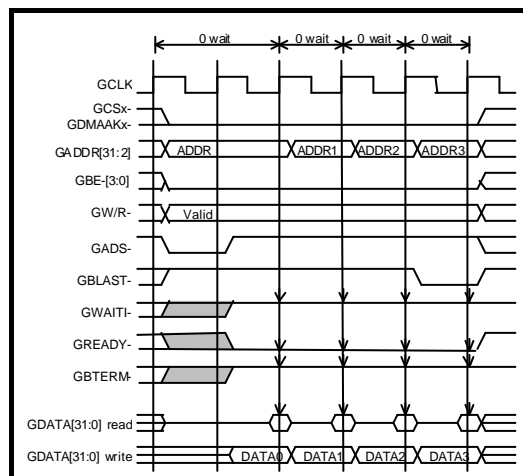 0 wait 0 wait 0 wait 0 wait
GCLK
GCSx-
GDMAAKx-
GADDR[31:2] ADDR ADDR1 ADDR2 ADDR3
GBE-[3:0]
GW/R- Valid
GADS-
GBLAST-
GWAITI-
GREADY-
GBTERM-
GDATA[31:0] read
GDATA[31:0] write DATA0 DATA1 DATA2 DATA3